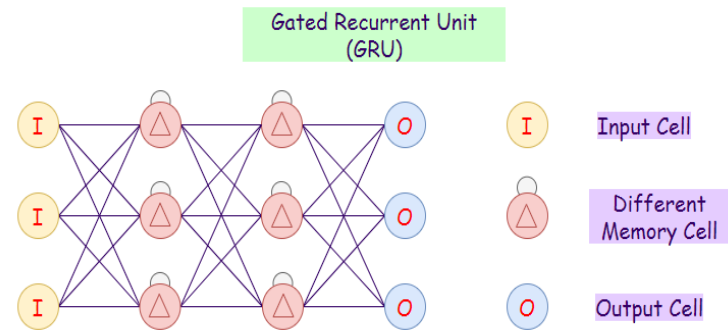 Gated Recurrent Unit
(GRU)
I
O
I
Input Cell
I
O
Different
Memory Cell
I
O
O
Output Cell